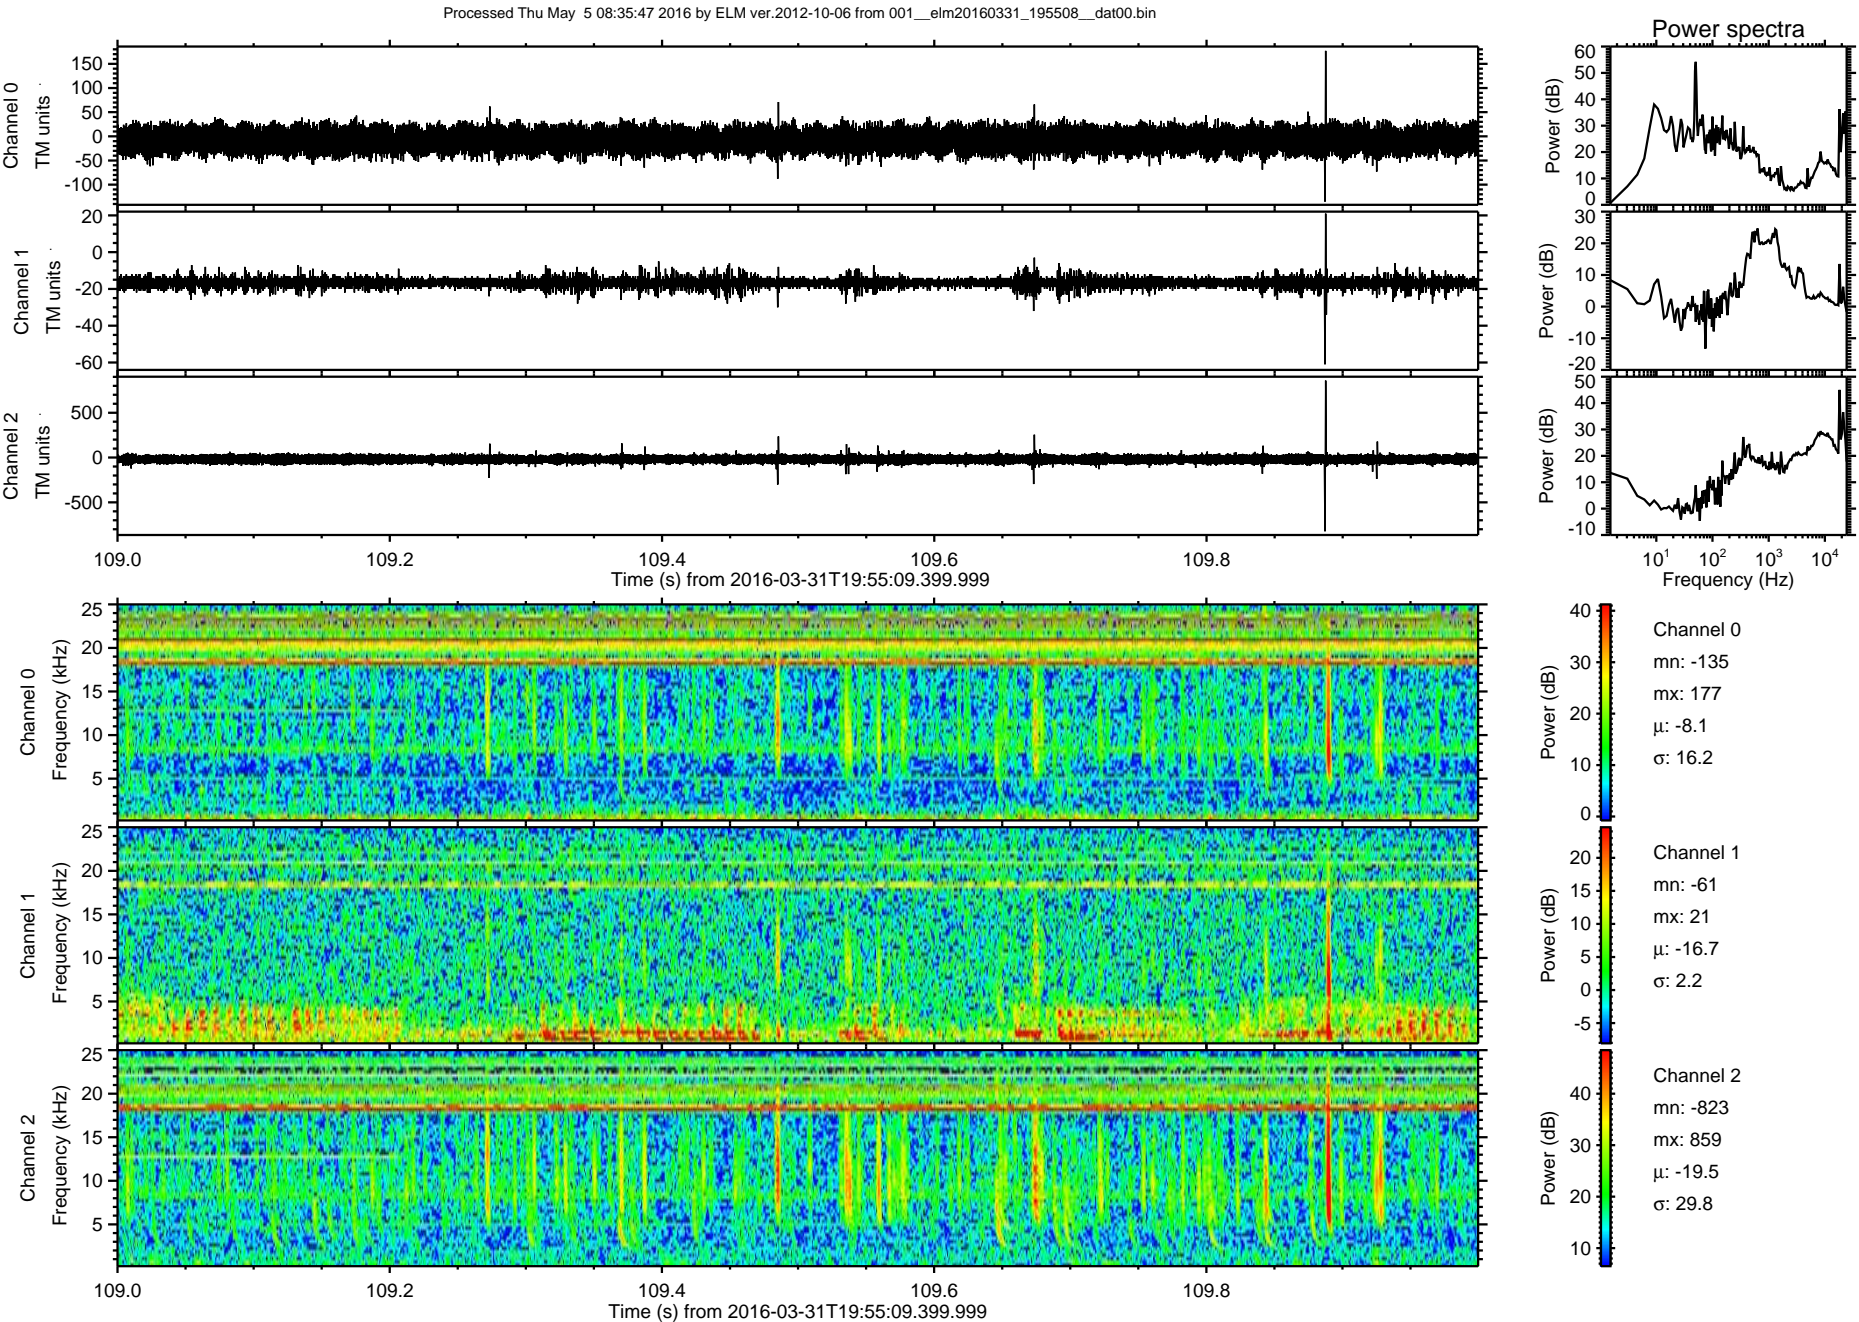 Processed Thu May  5 08:35:47 2016 by ELM ver.2012-10-06 from 001__elm20160331_195508__dat00.bin
Power spectra
Channel 0
TM units
150
100
50
0
-50
-100
Power (dB)
60
50
40
30
20
10
0
Channel 1
TM units
20
0
-20
-40
-60
Power (dB)
30
20
10
0
-10
-20
Channel 2
TM units
500
0
-500
Power (dB)
50
40
30
20
10
0
-10
109.0 109.2 109.4 109.6 109.8
Time (s) from 2016-03-31T19:55:09.399.999
10^1 10^2 10^3 10^4
Frequency (Hz)
Channel 0
Frequency (kHz)
25
20
15
10
5
Power (dB)
40
30
20
10
0
Channel 0
mn: -135
mx: 177
μ: -8.1
σ: 16.2
Channel 1
Frequency (kHz)
25
20
15
10
5
Power (dB)
20
15
10
5
0
-5
Channel 1
mn: -61
mx: 21
μ: -16.7
σ: 2.2
Channel 2
Frequency (kHz)
25
20
15
10
5
Power (dB)
40
30
20
10
Channel 2
mn: -823
mx: 859
μ: -19.5
σ: 29.8
109.0 109.2 109.4 109.6 109.8
Time (s) from 2016-03-31T19:55:09.399.999